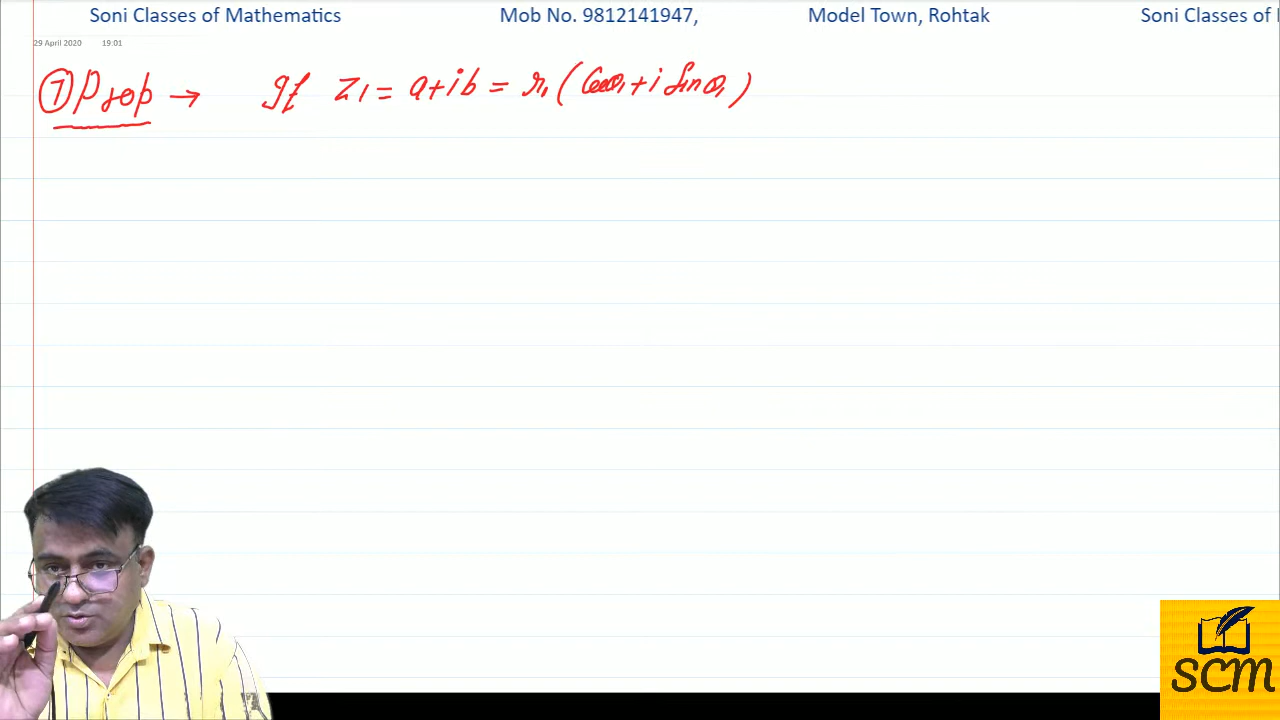 Soni Classes of Mathematics Mob No. 9812141947, Model Town, Rohtak Soni Classes of
29 April 2020 19:01
⑦ Prop → If z₁ = a+ib = r₁ (Cosθ₁ + i Sinθ₁)
SCM